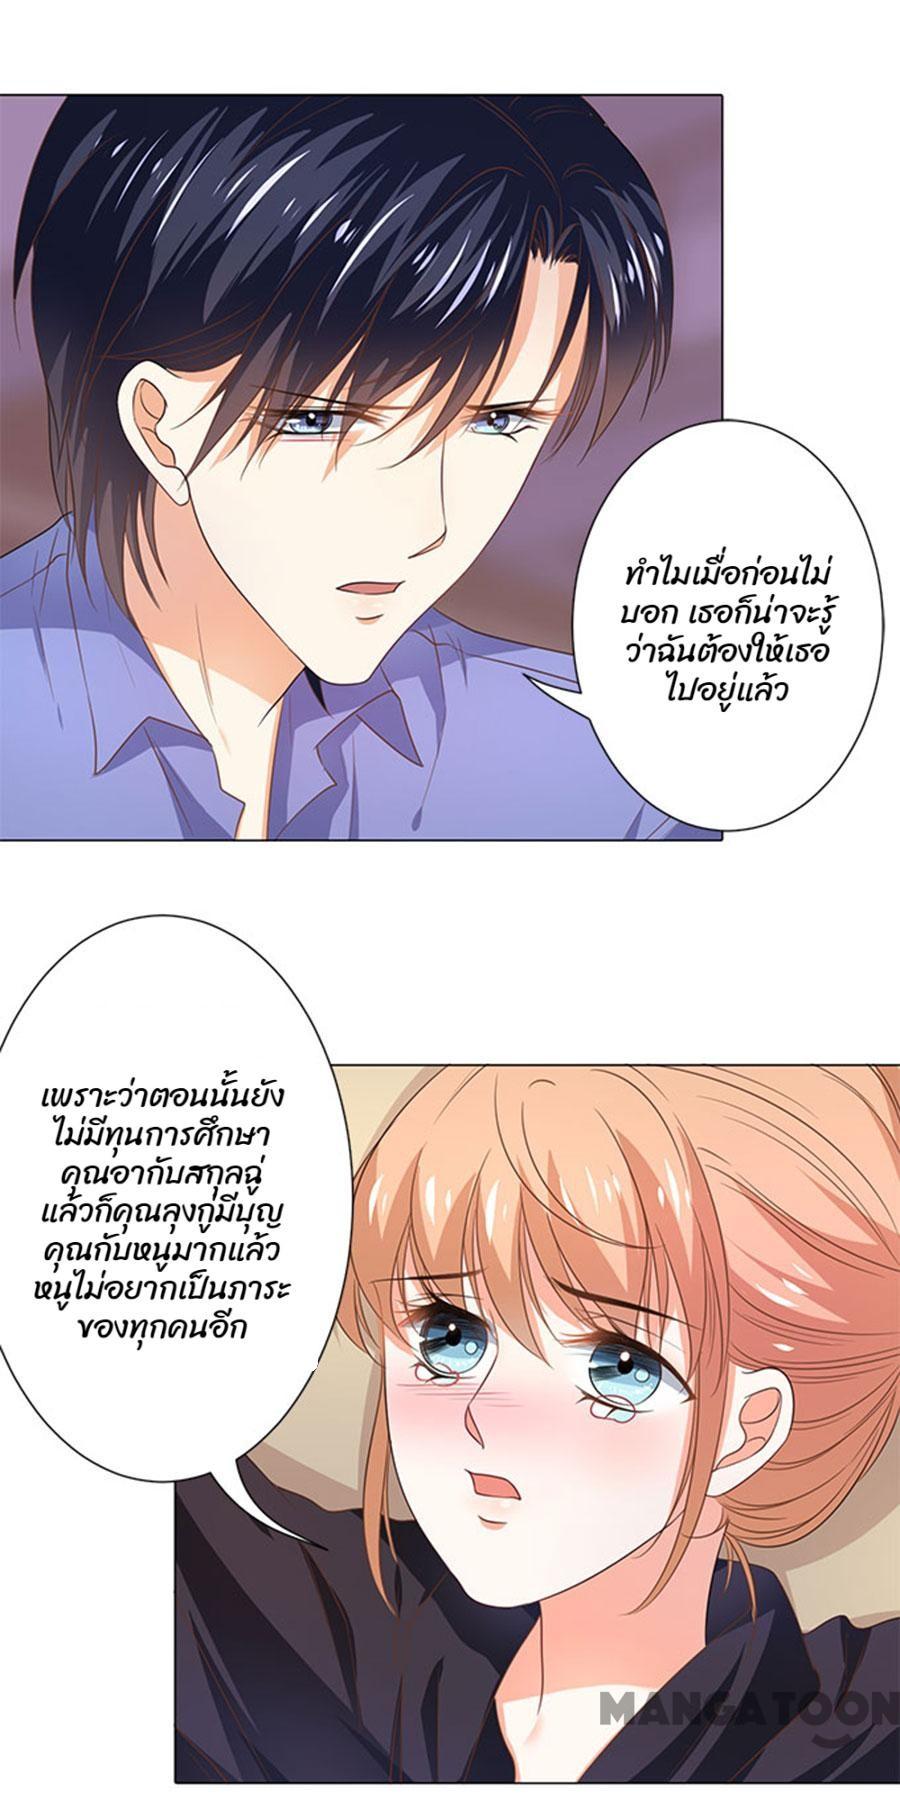 ทำไมเมื่อก่อนไม่
บอก เธอก็น่าจะรู้
ว่าฉันต้องให้เธอ
ไปอยู่แล้ว
เพราะว่าตอนนั้นยัง
ไม่มีทุนการศึกษา
คุณอากับสกุลฉู่
แล้วก็คุณลุงกูมีบุญ
คุณกับหนูมากแล้ว
หนูไม่อยากเป็นภาระ
ของทุกคนอีก
MANGATOON